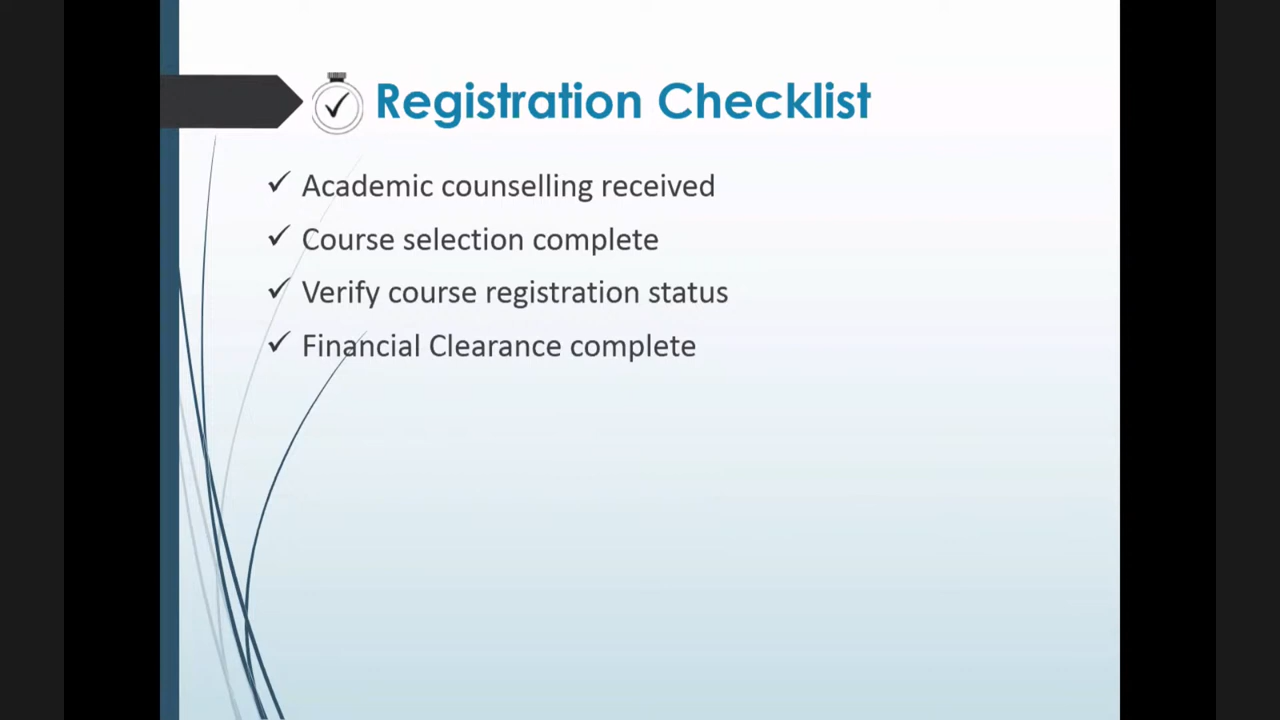 Registration Checklist
✓ Academic counselling received
✓ Course selection complete
✓ Verify course registration status
✓ Financial Clearance complete